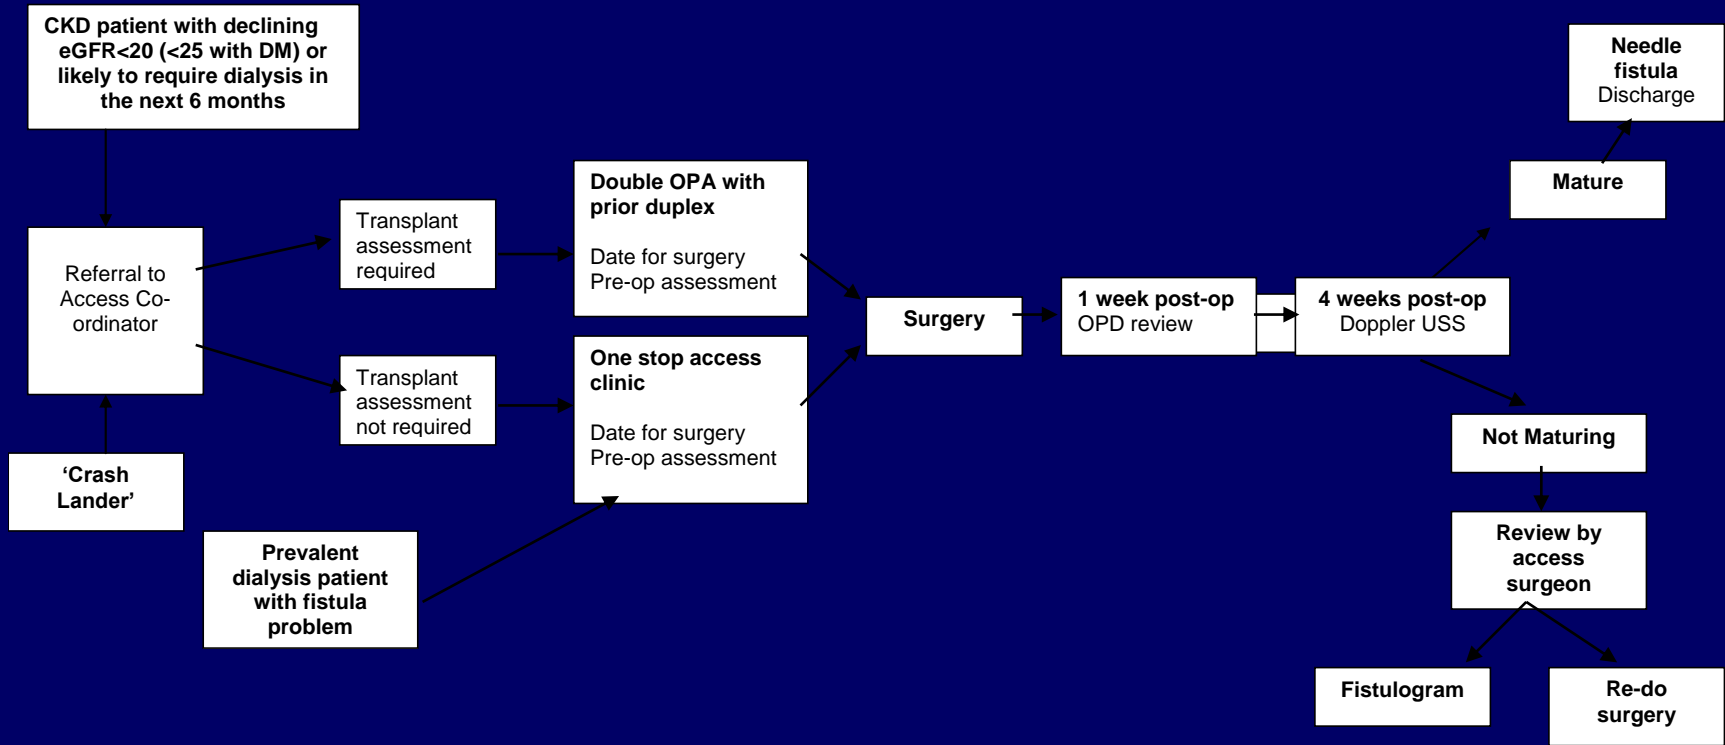 CKD patient with declining
eGFR<20 (<25 with DM) or
likely to require dialysis in
the next 6 months
Referral to
Access Co-
ordinator
‘Crash
Lander’
Transplant
assessment
required
Transplant
assessment
not required
Prevalent
dialysis patient
with fistula
problem
Double OPA with
prior duplex
Date for surgery
Pre-op assessment
One stop access
clinic
Date for surgery
Pre-op assessment
Surgery
1 week post-op
OPD review
4 weeks post-op
Doppler USS
Mature
Needle
fistula
Discharge
Not Maturing
Review by
access
surgeon
Fistulogram
Re-do
surgery